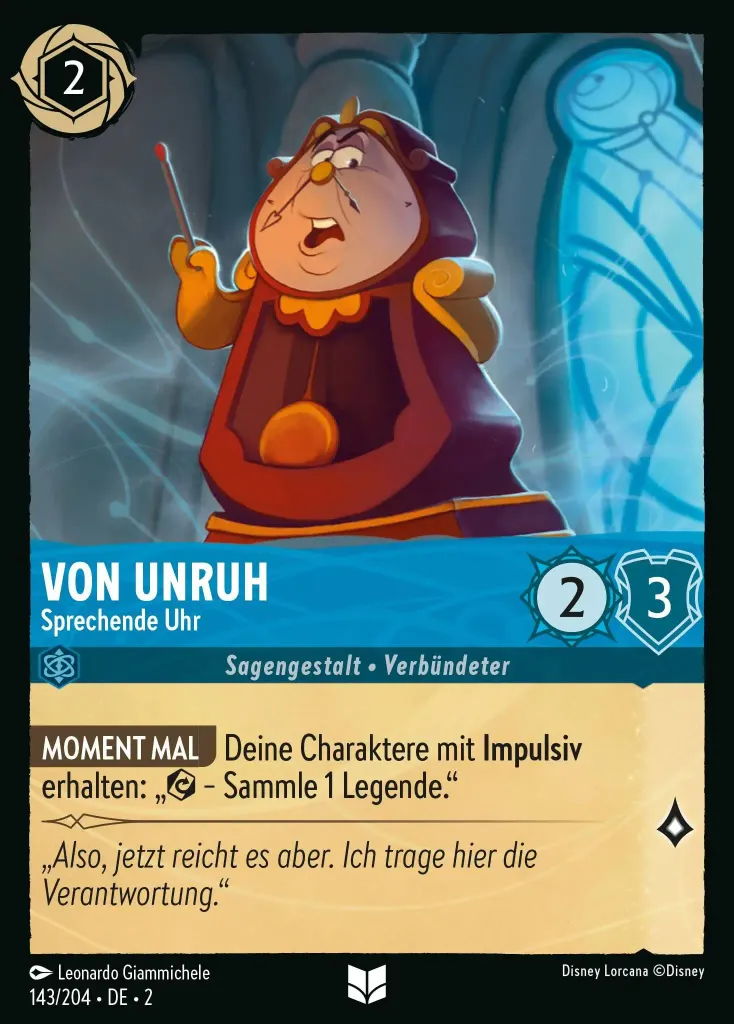 2
VON UNRUH
Sprechende Uhr
2
3
Sagengestalt • Verbündeter
MOMENT MAL Deine Charaktere mit Impulsiv
erhalten: „ – Sammle 1 Legende.“
„Also, jetzt reicht es aber. Ich trage hier die
Verantwortung.“
Leonardo Giammichele
Disney Lorcana ©Disney
143/204 • DE • 2